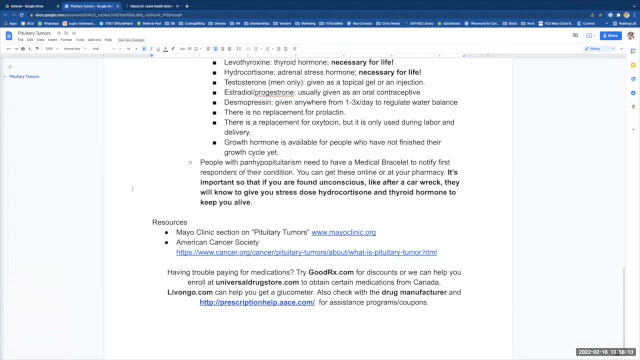 Pituitary Tumors
File Edit View Insert Format Tools
Share
Editing
Pituitary Tumors
Levothyroxine: thyroid hormone; necessary for life!
Hydrocortisone: adrenal stress hormone; necessary for life!
Testosterone (men only): given as a topical gel or an injection.
Estradiol/progestrone: usually given as an oral contraceptive
Desmopressin: given anywhere from 1-3x/day to regulate water balance
There is no replacement for prolactin.
There is a replacement for oxytocin, but it is only used during labor and
delivery.
Growth hormone is available for people who have not finished their
growth cycle yet.
People with panhypopituitarism need to have a Medical Bracelet to notify first
responders of their condition. You can get these online or at your pharmacy. It's
important so that if you are found unconscious, like after a car wreck, they
will know to give you stress dose hydrocortisone and thyroid hormone to
keep you alive.
Resources
Mayo Clinic section on "Pituitary Tumors" www.mayoclinic.org
American Cancer Society
https://www.cancer.org/cancer/pituitary-tumors/about/what-is-pituitary-tumor.html
Having trouble paying for medications? Try GoodRx.com for discounts or we can help you
enroll at universaldrugstore.com to obtain certain medications from Canada.
Livongo.com can help you get a glucometer. Also check with the drug manufacturer and
http://prescriptionhelp.aace.com/ for assistance programs/coupons.
2022-02-16 13:56:13